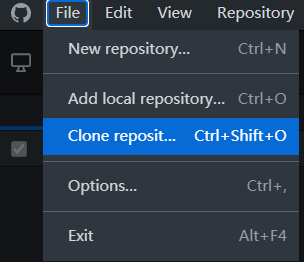 File Edit View Repository
New repository... Ctrl+N
Add local repository... Ctrl+O
Clone reposit... Ctrl+Shift+O
Options... Ctrl+,
Exit Alt+F4